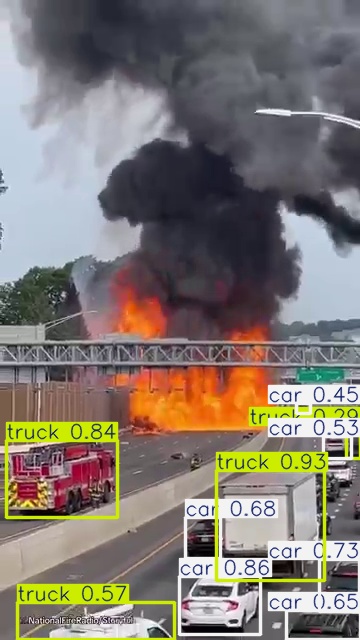 car 0.45
truck 0.29
car 0.53
truck 0.84
truck 0.93
car 0.68
car 0.73
car 0.86
truck 0.57
car 0.65
NationalFireRadio/Storyful